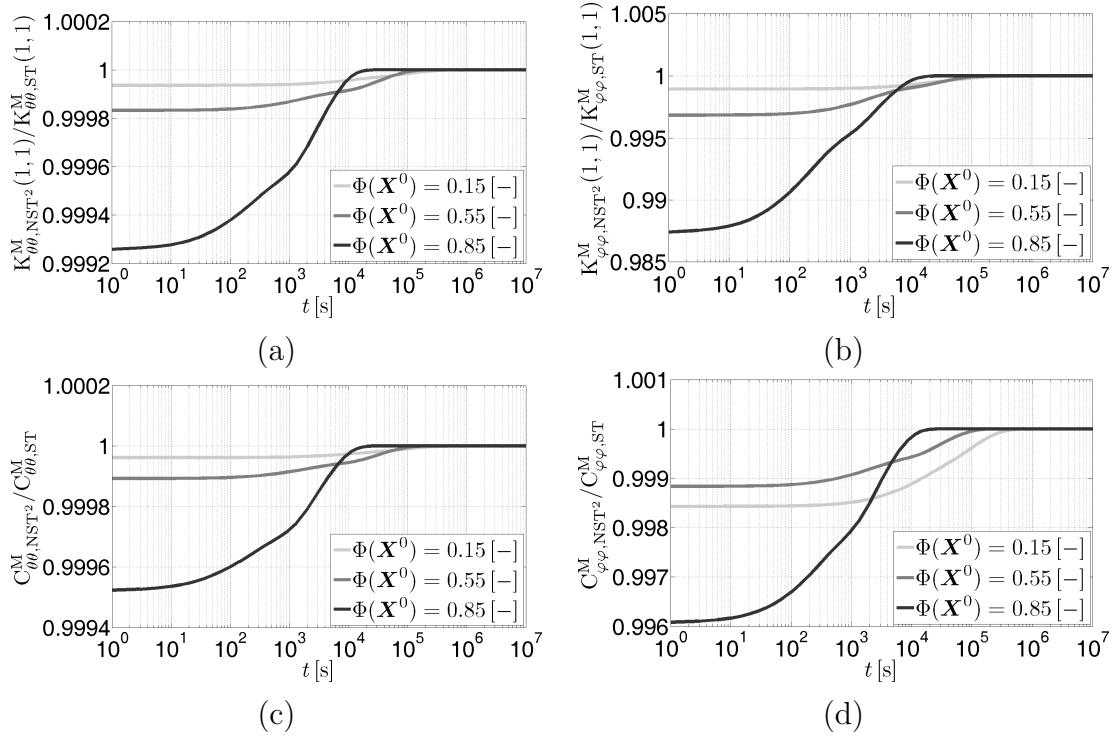 K^M_θθ,NST²(1,1)/K^M_θθ,ST(1,1)
1.0002
1
0.9998
0.9996
0.9994
0.9992
10^0 10^1 10^2 10^3 10^4 10^5 10^6 10^7
t [s]
Φ(X^0) = 0.15 [−]
Φ(X^0) = 0.55 [−]
Φ(X^0) = 0.85 [−]
(a)
K^M_φφ,NST²(1,1)/K^M_φφ,ST(1,1)
1.005
1
0.995
0.99
0.985
10^0 10^1 10^2 10^3 10^4 10^5 10^6 10^7
t [s]
Φ(X^0) = 0.15 [−]
Φ(X^0) = 0.55 [−]
Φ(X^0) = 0.85 [−]
(b)
C^M_θθ,NST²/C^M_θθ,ST
1.0002
1
0.9998
0.9996
0.9994
10^0 10^1 10^2 10^3 10^4 10^5 10^6 10^7
t [s]
Φ(X^0) = 0.15 [−]
Φ(X^0) = 0.55 [−]
Φ(X^0) = 0.85 [−]
(c)
C^M_φφ,NST²/C^M_φφ,ST
1.001
1
0.999
0.998
0.997
0.996
10^0 10^1 10^2 10^3 10^4 10^5 10^6 10^7
t [s]
Φ(X^0) = 0.15 [−]
Φ(X^0) = 0.55 [−]
Φ(X^0) = 0.85 [−]
(d)